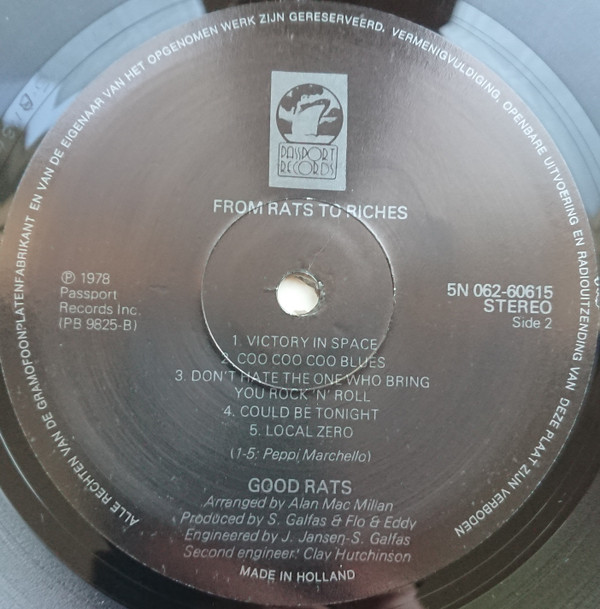 ALLE RECHTEN VAN DE GRAMOFOONPLATENFABRIKANT EN VAN DE EIGENAAR VAN HET OPGENOMEN WERK ZIJN GERESERVEERD. VERMENIGVULDIGING, OPENBARE UITVOERING EN RADIOUITZENDING VAN DEZE PLAAT ZIJN VERBODEN
PASSPORT
RECORDS
FROM RATS TO RICHES
℗ 1978
Passport
Records Inc.
(PB 9825-B)
5N 062-60615
STEREO
Side 2
1. VICTORY IN SPACE
2. COO COO COO BLUES
3. DON'T HATE THE ONE WHO BRING
YOU ROCK 'N' ROLL
4. COULD BE TONIGHT
5. LOCAL ZERO
(1-5: Peppi Marchello)
GOOD RATS
Arranged by Alan Mac Millan
Produced by S. Galfas & Flo & Eddy
Engineered by J. Jansen-S. Galfas
Second engineer: Clay Hutchinson
MADE IN HOLLAND